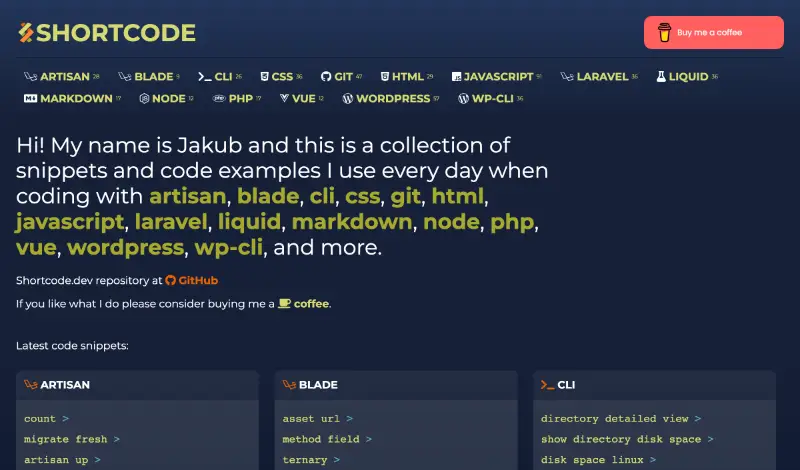 SHORTCODE
Buy me a coffee
ARTISAN 28 BLADE 9 CLI 26 CSS 36 GIT 47 HTML 29 JAVASCRIPT 91 LARAVEL 36 LIQUID 36
MARKDOWN 17 NODE 12 PHP 17 VUE 12 WORDPRESS 57 WP-CLI 36
Hi! My name is Jakub and this is a collection of
snippets and code examples I use every day when
coding with artisan, blade, cli, css, git, html,
javascript, laravel, liquid, markdown, node, php,
vue, wordpress, wp-cli, and more.
Shortcode.dev repository at GitHub
If you like what I do please consider buying me a coffee.
Latest code snippets:
ARTISAN
count >
migrate fresh >
artisan up >
BLADE
asset url >
method field >
ternary >
CLI
directory detailed view >
show directory disk space >
disk space linux >